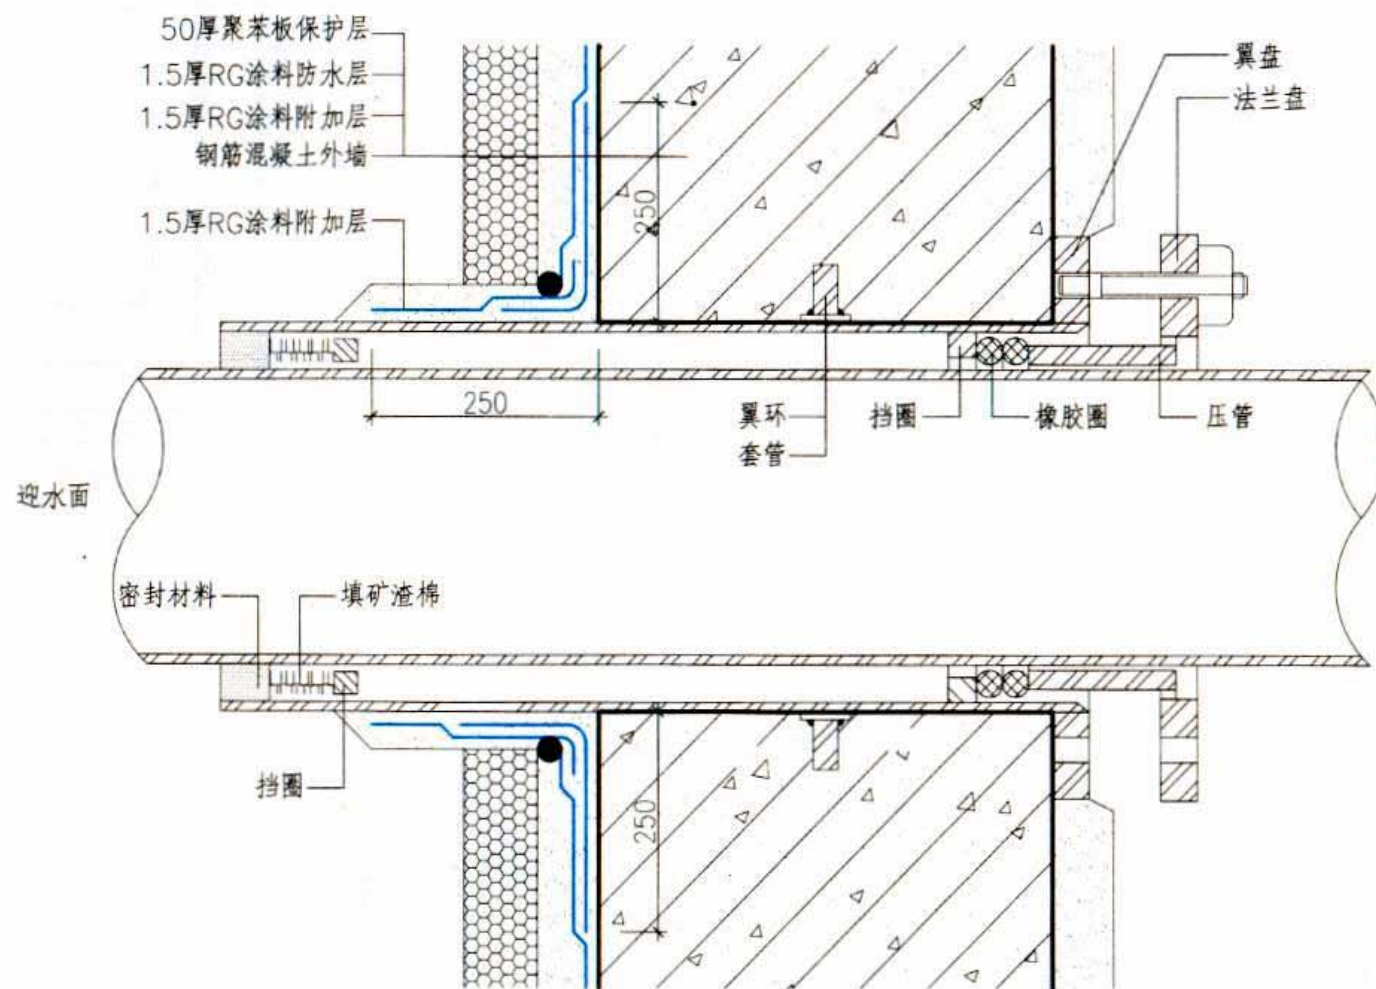 50厚聚苯板保护层
1.5厚RG涂料防水层
1.5厚RG涂料附加层
钢筋混凝土外墙
1.5厚RG涂料附加层
翼盘
法兰盘
250
250
翼环
套管
挡圈
橡胶圈
压管
迎水面
密封材料
填矿渣棉
挡圈
250